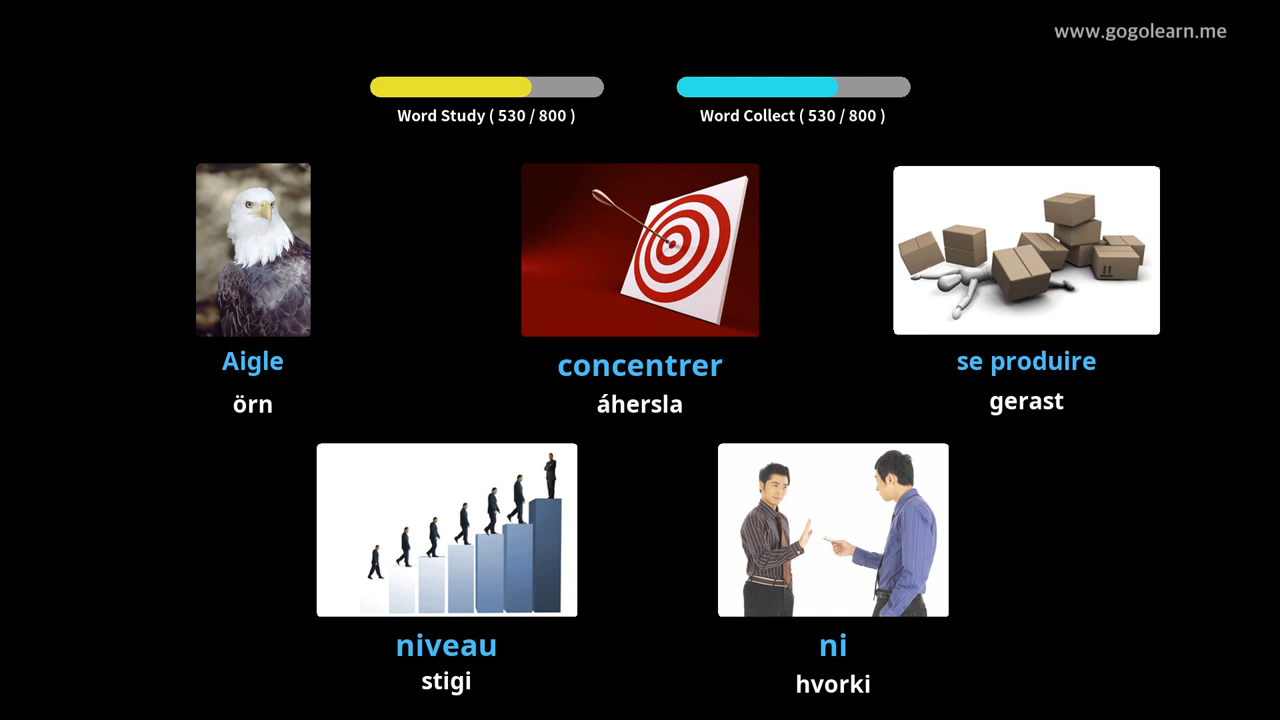 www.gogolearn.me
Word Study ( 530 / 800 )
Word Collect ( 530 / 800 )
Aigle
örn
concentrer
áhersla
se produire
gerast
niveau
stigi
ni
hvorki